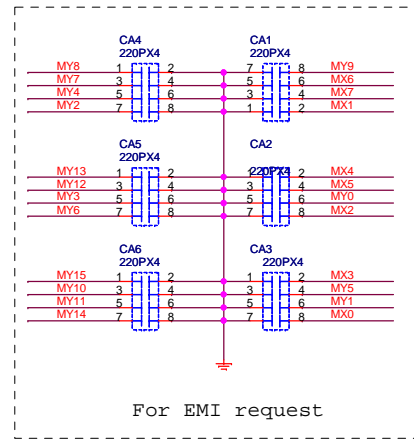 CA4 CA1
220PX4 220PX4
MY8 1 2 7 8 MY9
MY7 3 4 5 6 MX6
MY4 5 6 3 4 MX7
MY2 7 8 1 2 MX1
CA5 CA2
220PX4 220PX4
MY13 1 2 1 2 MX4
MY12 3 4 3 4 MX5
MY3 5 6 5 6 MY0
MY6 7 8 7 8 MX2
CA6 CA3
220PX4 220PX4
MY15 1 2 1 2 MX3
MY10 3 4 3 4 MY5
MY11 5 6 5 6 MY1
MY14 7 8 7 8 MX0
For EMI request